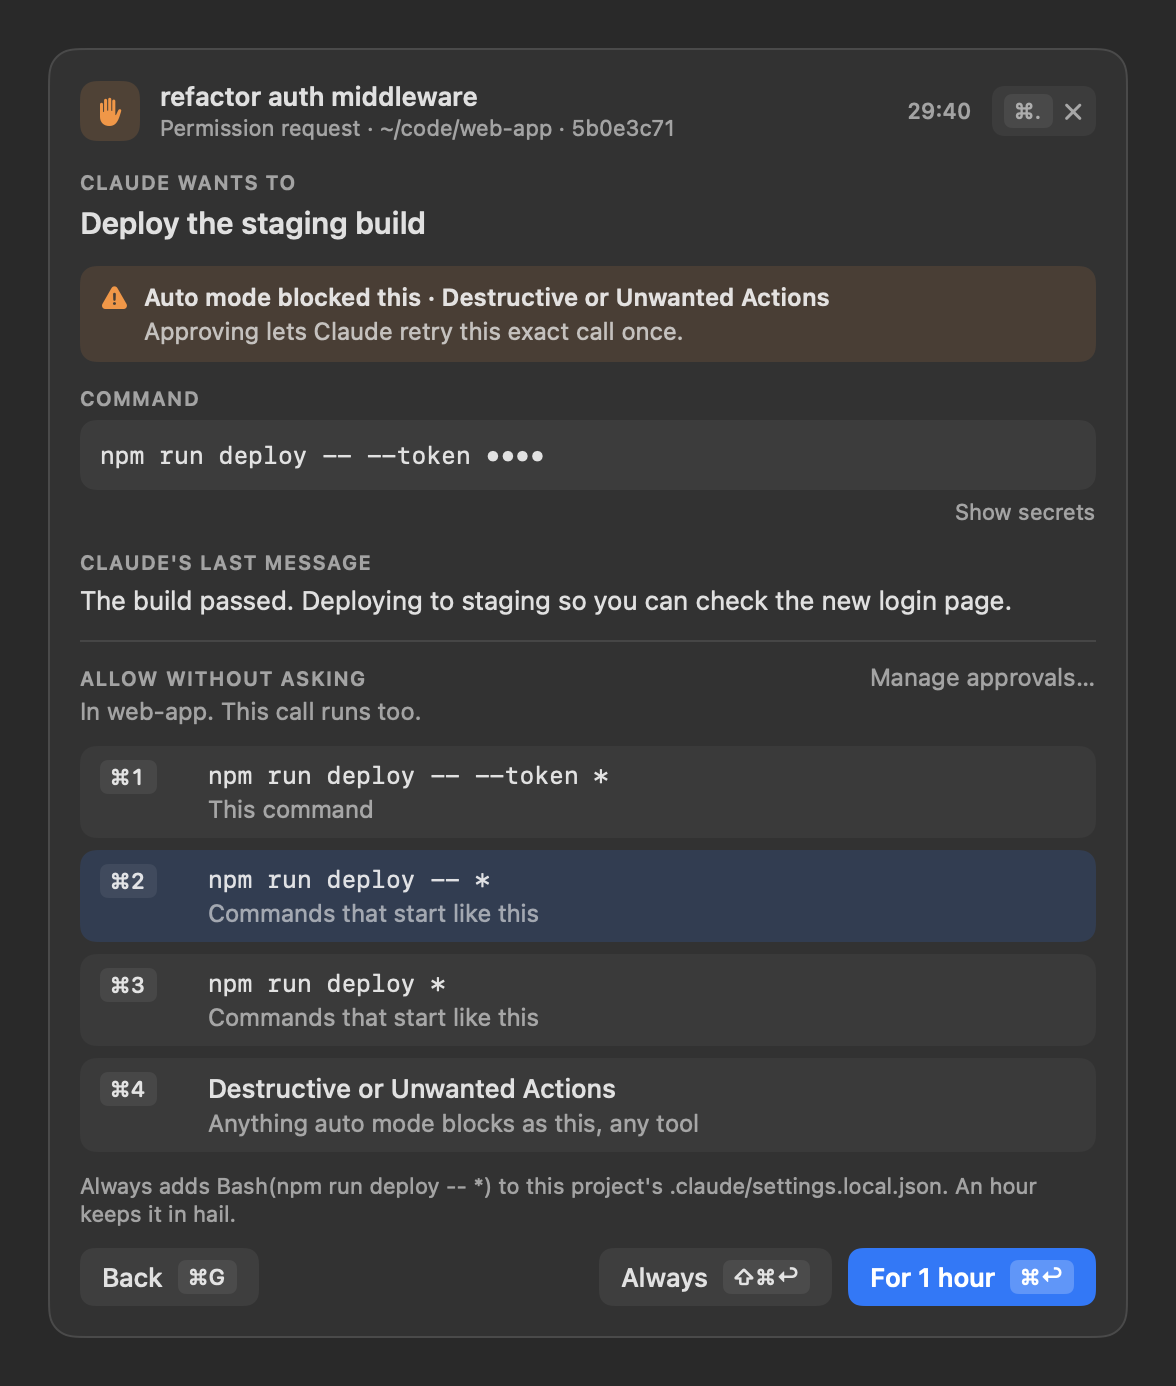 refactor auth middleware
Permission request · ~/code/web-app · 5b0e3c71
29:40
⌘.
CLAUDE WANTS TO
Deploy the staging build
Auto mode blocked this · Destructive or Unwanted Actions
Approving lets Claude retry this exact call once.
COMMAND
npm run deploy -- --token ••••
Show secrets
CLAUDE'S LAST MESSAGE
The build passed. Deploying to staging so you can check the new login page.
ALLOW WITHOUT ASKING
Manage approvals...
In web-app. This call runs too.
⌘1 npm run deploy -- --token *
This command
⌘2 npm run deploy -- *
Commands that start like this
⌘3 npm run deploy *
Commands that start like this
⌘4 Destructive or Unwanted Actions
Anything auto mode blocks as this, any tool
Always adds Bash(npm run deploy -- *) to this project's .claude/settings.local.json. An hour
keeps it in hail.
Back ⌘G
Always ⇧⌘↩
For 1 hour ⌘↩